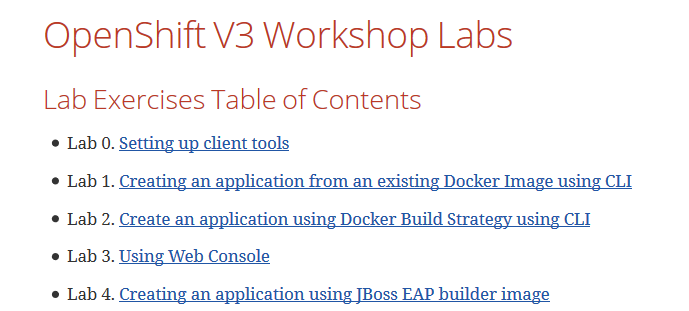 OpenShift V3 Workshop Labs
Lab Exercises Table of Contents
Lab 0. Setting up client tools
Lab 1. Creating an application from an existing Docker Image using CLI
Lab 2. Create an application using Docker Build Strategy using CLI
Lab 3. Using Web Console
Lab 4. Creating an application using JBoss EAP builder image